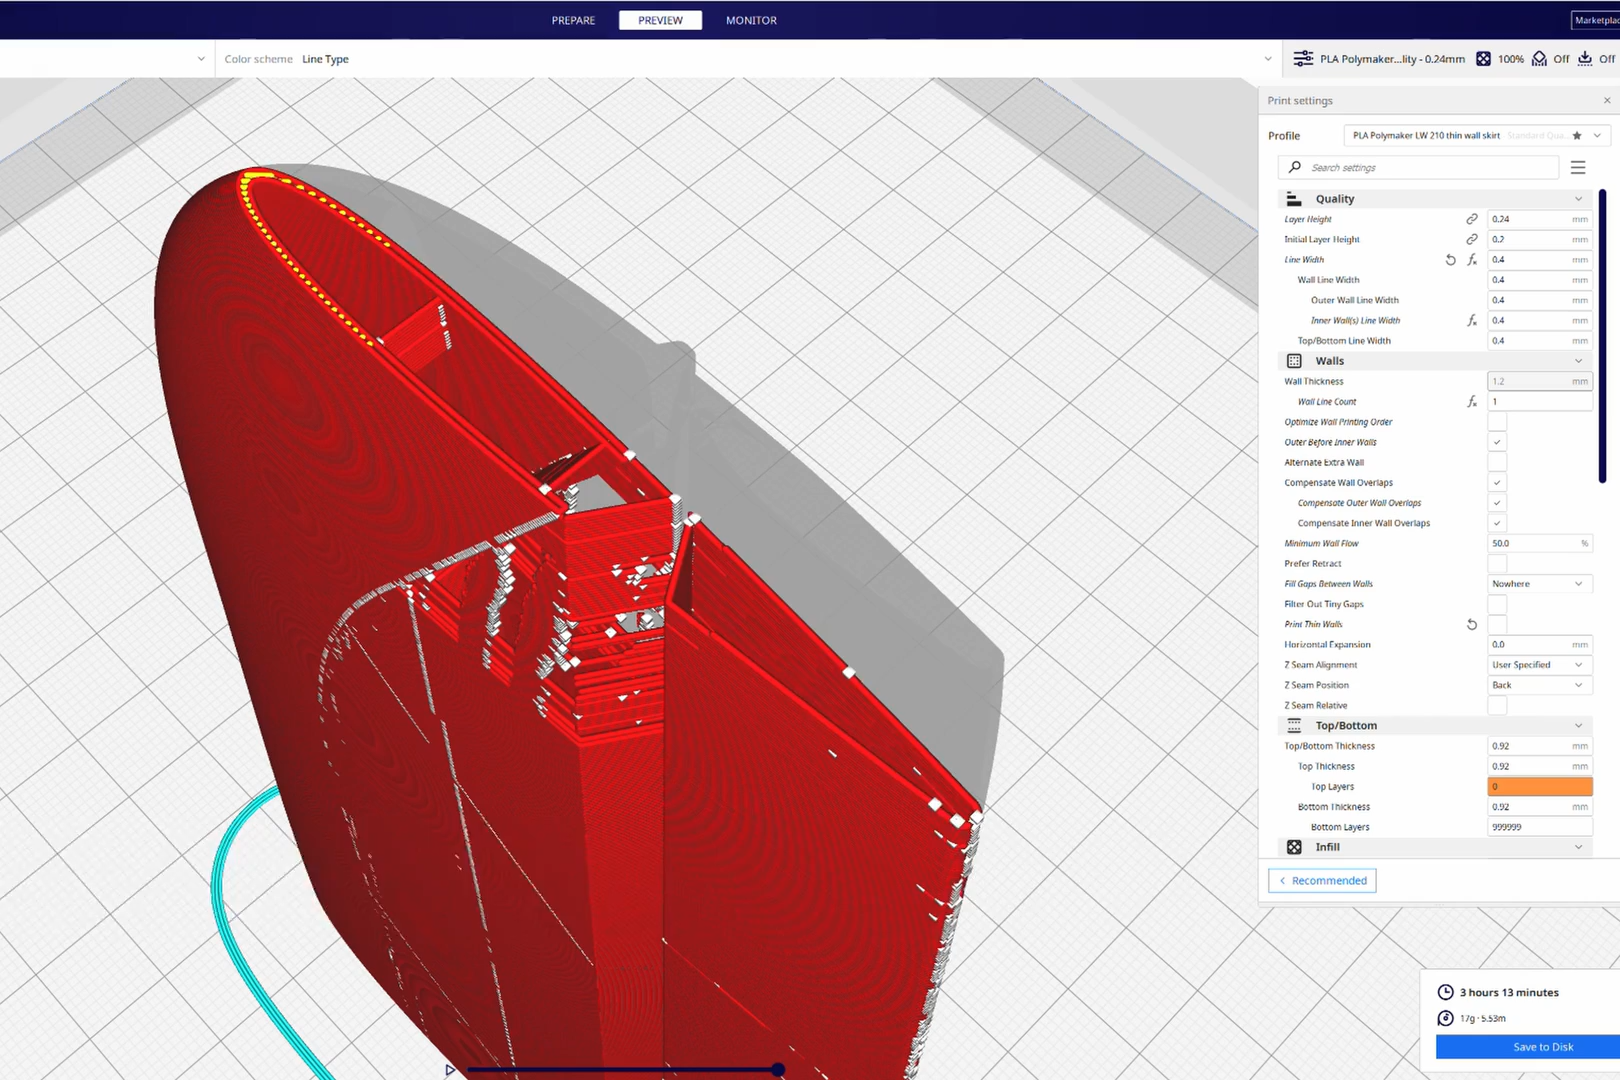 PREPARE PREVIEW MONITOR
Color scheme Line Type
PLA Polymaker...lity - 0.24mm 100% Off Off
Print settings
Profile PLA Polymaker LW 210 thin wall skirt Standard Qua...
Search settings
Quality
Layer Height 0.24 mm
Initial Layer Height 0.2 mm
Line Width 0.4 mm
Wall Line Width 0.4 mm
Outer Wall Line Width 0.4 mm
Inner Wall(s) Line Width 0.4 mm
Top/Bottom Line Width 0.4 mm
Walls
Wall Thickness 1.2 mm
Wall Line Count 1
Optimize Wall Printing Order
Outer Before Inner Walls
Alternate Extra Wall
Compensate Wall Overlaps
Compensate Outer Wall Overlaps
Compensate Inner Wall Overlaps
Minimum Wall Flow 50.0 %
Prefer Retract
Fill Gaps Between Walls Nowhere
Filter Out Tiny Gaps
Print Thin Walls
Horizontal Expansion 0.0 mm
Z Seam Alignment User Specified
Z Seam Position Back
Z Seam Relative
Top/Bottom
Top/Bottom Thickness 0.92 mm
Top Thickness 0.92 mm
Top Layers 0
Bottom Thickness 0.92 mm
Bottom Layers 999999
Infill
Recommended
3 hours 13 minutes
17g · 5.53m
Save to Disk